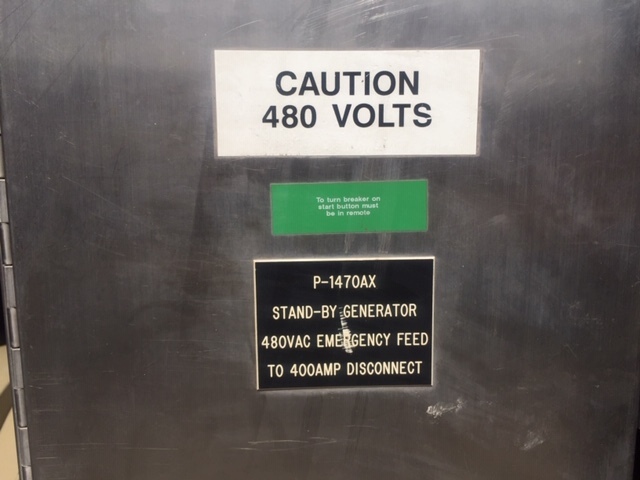 CAUTION
480 VOLTS
To turn breaker on
start button must
be in remote
P-1470AX
STAND-BY GENERATOR
480VAC EMERGENCY FEED
TO 400AMP DISCONNECT